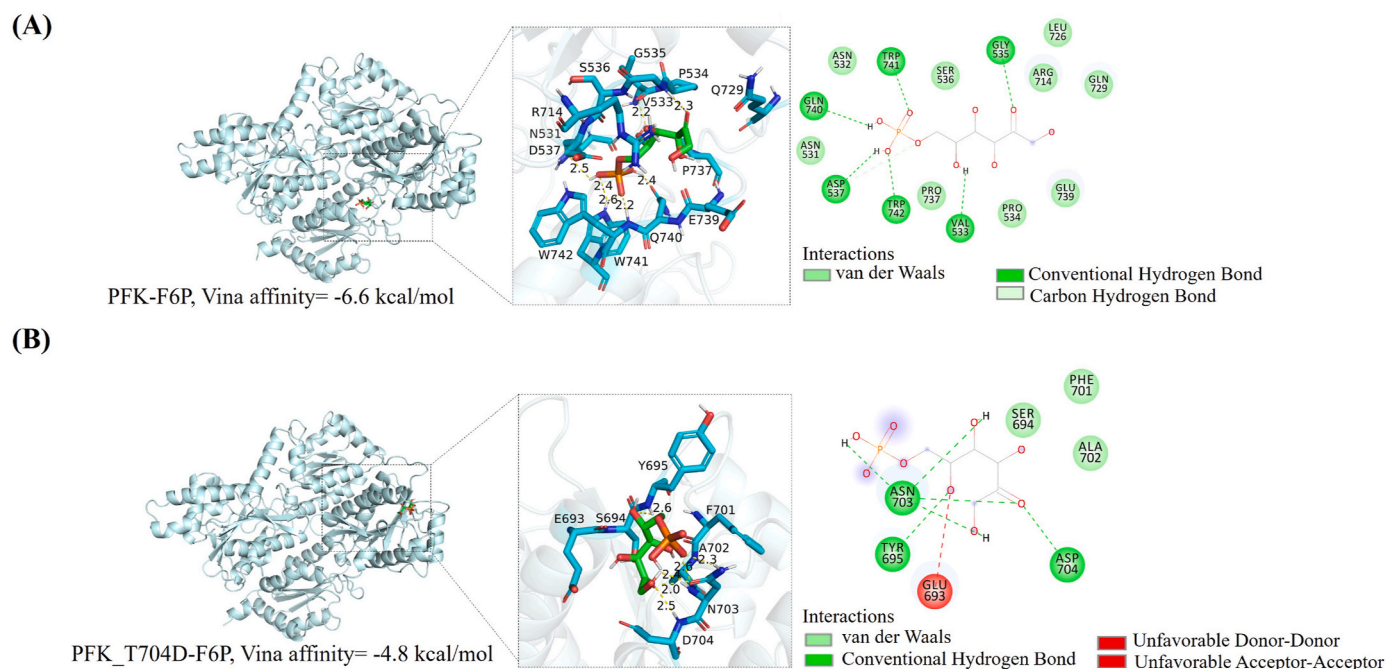 (A)
PFK-F6P, Vina affinity= -6.6 kcal/mol
G535
S536
P534
Q729
V533
2.2
2.3
R714
N531
D537
P737
2.5
2.4
2.4
2.6
2.2
E739
Q740
W742
W741
LEU
726
GLY
535
ASN
532
TRP
741
SER
536
ARG
714
GLN
729
GLN
740
ASN
531
ASP
537
TRP
742
PRO
737
VAL
533
PRO
534
GLU
739
H
H
H
P
O
O
O
O
O
O
O
O
O
Interactions
van der Waals
Conventional Hydrogen Bond
Carbon Hydrogen Bond
(B)
PFK_T704D-F6P, Vina affinity= -4.8 kcal/mol
Y695
2.6
E693
S694
F701
A702
2.3
2.0
2.5
N703
D704
PHE
701
SER
694
ALA
702
ASN
703
TYR
695
GLU
693
ASP
704
H
H
H
P
O
O
O
O
O
O
O
O
O
Interactions
van der Waals
Conventional Hydrogen Bond
Unfavorable Donor-Donor
Unfavorable Acceptor-Acceptor